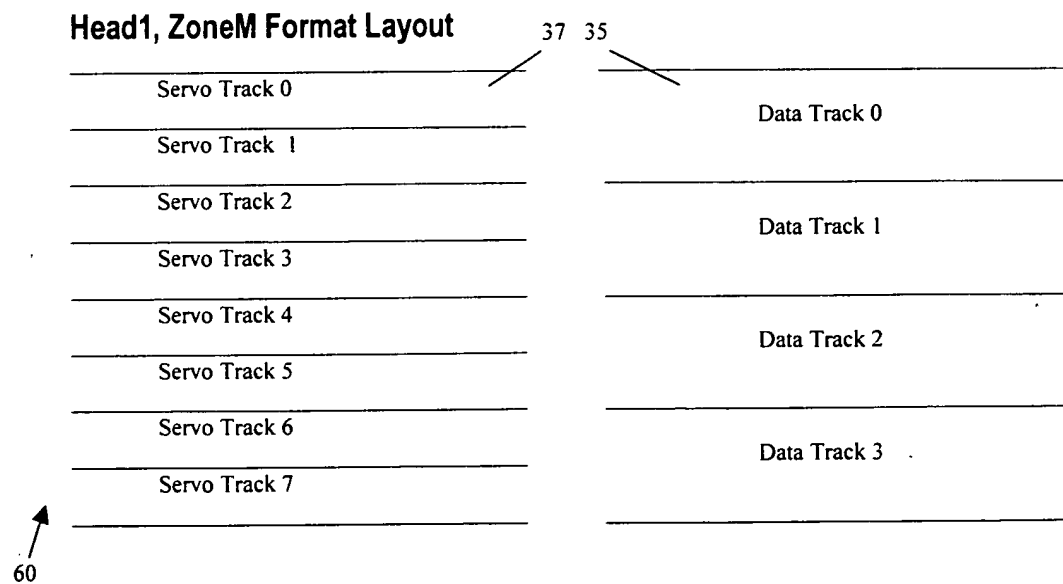 Head1, ZoneM Format Layout
37 35
Servo Track 0
Data Track 0
Servo Track 1
Servo Track 2
Data Track 1
Servo Track 3
Servo Track 4
Data Track 2
Servo Track 5
Servo Track 6
Data Track 3
Servo Track 7
60